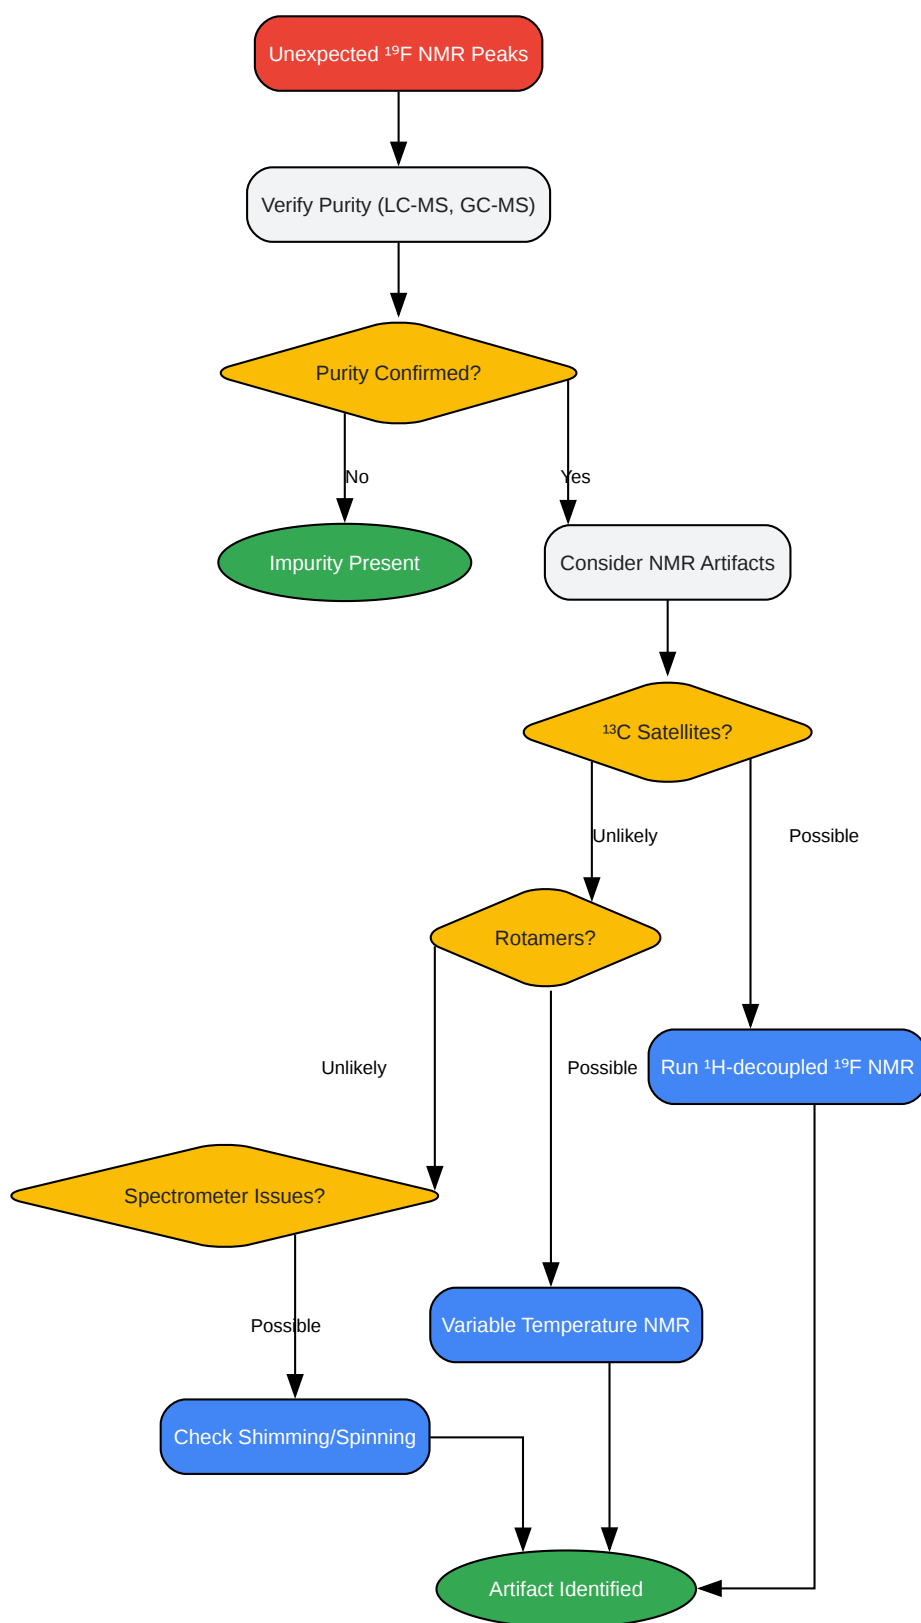 Unexpected ¹⁹F NMR Peaks
Verify Purity (LC-MS, GC-MS)
Purity Confirmed?
No
Yes
Impurity Present
Consider NMR Artifacts
¹³C Satellites?
Unlikely
Possible
Rotamers?
Unlikely
Possible
Run ¹H-decoupled ¹⁹F NMR
Spectrometer Issues?
Possible
Variable Temperature NMR
Check Shimming/Spinning
Artifact Identified